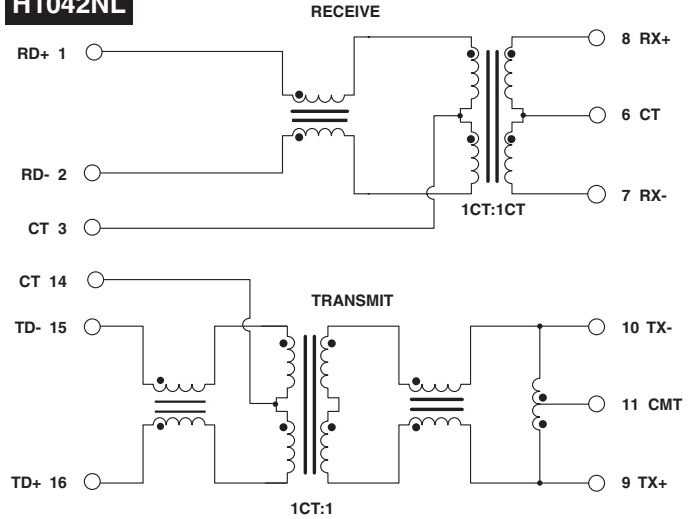 H1042NL
RECEIVE
RD+ 1
8 RX+
6 CT
RD- 2
7 RX-
1CT:1CT
CT 3
CT 14
TRANSMIT
TD- 15
10 TX-
11 CMT
TD+ 16
9 TX+
1CT:1